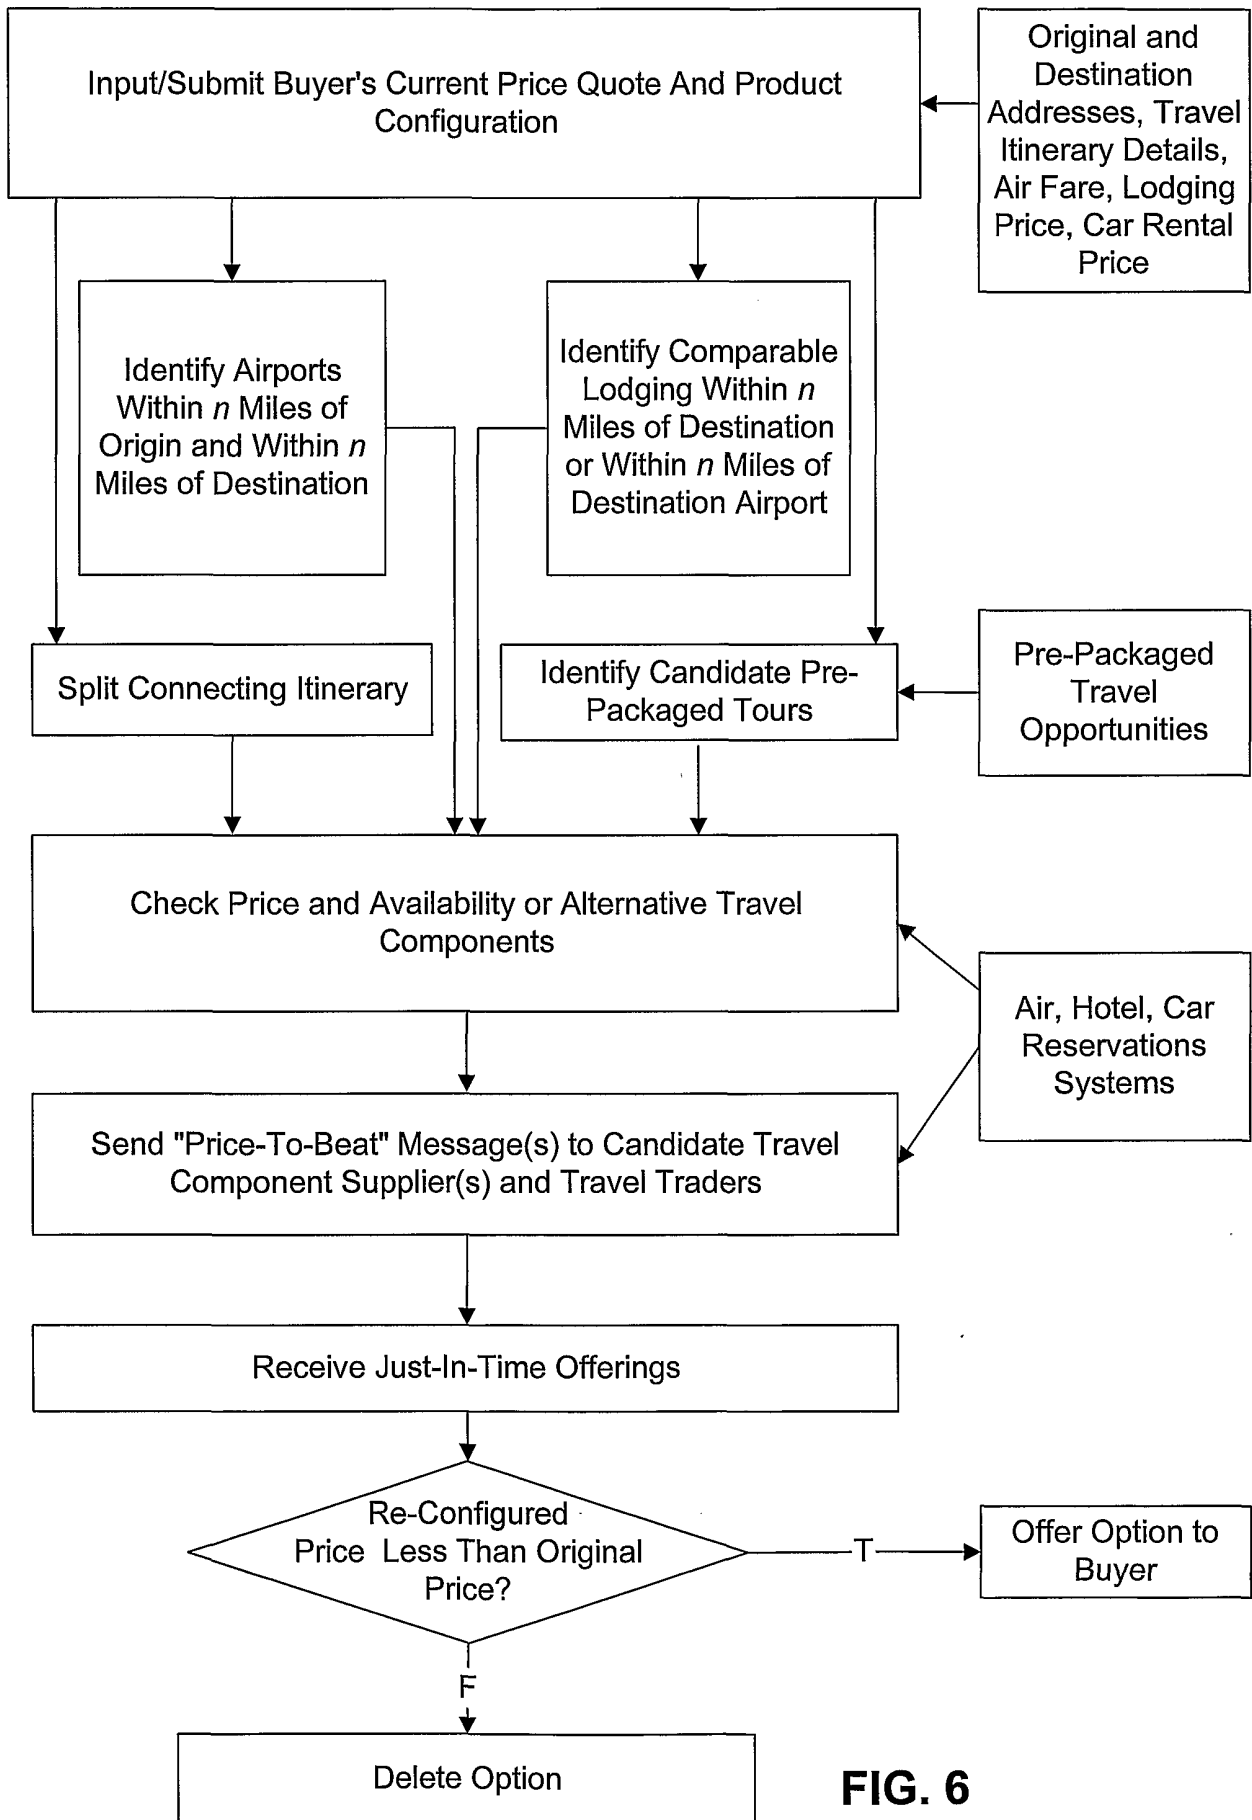 Input/Submit Buyer's Current Price Quote And Product
Configuration
Original and
Destination
Addresses, Travel
Itinerary Details,
Air Fare, Lodging
Price, Car Rental
Price
Identify Airports
Within n Miles of
Origin and Within n
Miles of Destination
Identify Comparable
Lodging Within n
Miles of Destination
or Within n Miles of
Destination Airport
Split Connecting Itinerary
Identify Candidate Pre-
Packaged Tours
Pre-Packaged
Travel
Opportunities
Check Price and Availability or Alternative Travel
Components
Air, Hotel, Car
Reservations
Systems
Send "Price-To-Beat" Message(s) to Candidate Travel
Component Supplier(s) and Travel Traders
Receive Just-In-Time Offerings
Re-Configured
Price Less Than Original
Price?
T
Offer Option to
Buyer
F
Delete Option
FIG. 6